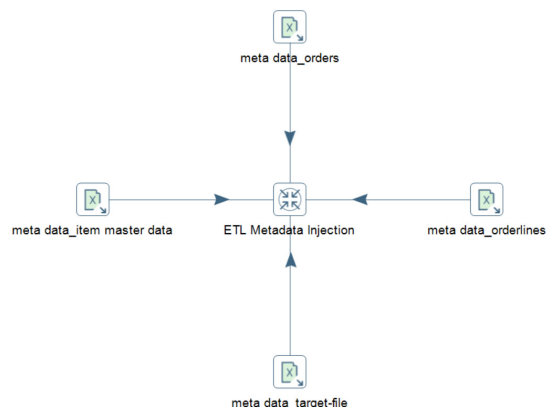 meta data_orders
meta data_item master data
ETL Metadata Injection
meta data_orderlines
meta data_target-file